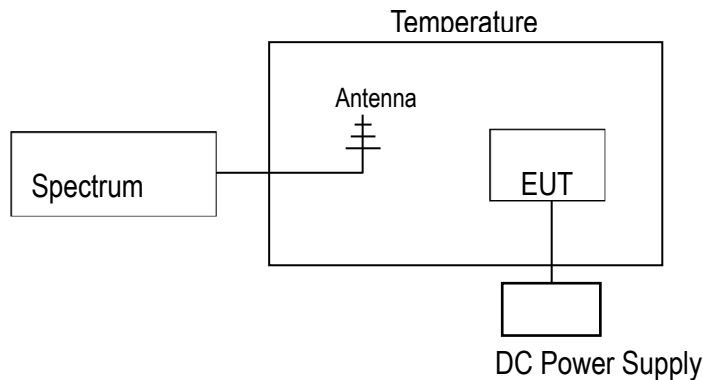 Temperature
Antenna
Spectrum
EUT
DC Power Supply